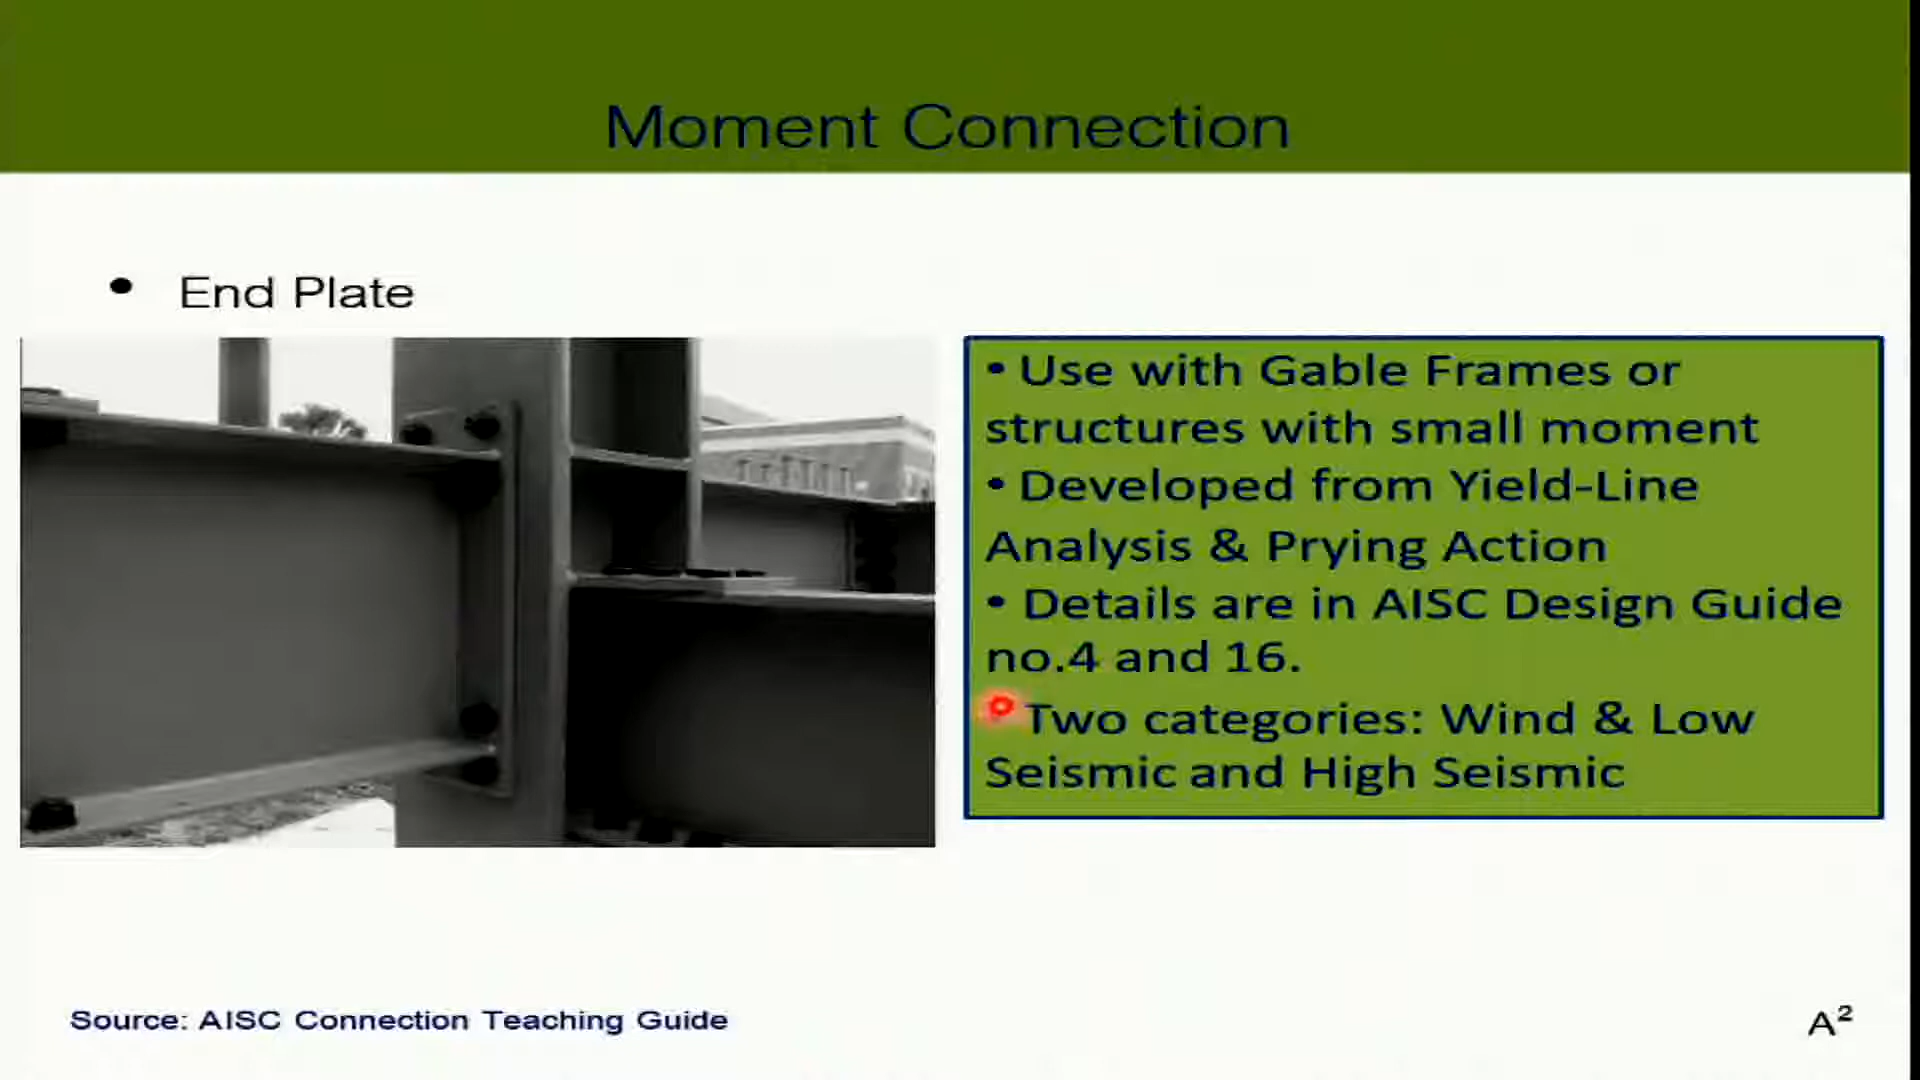 Moment Connection
• End Plate
• Use with Gable Frames or
structures with small moment
• Developed from Yield-Line
Analysis & Prying Action
• Details are in AISC Design Guide
no.4 and 16.
• Two categories: Wind & Low
Seismic and High Seismic
Source: AISC Connection Teaching Guide
A²